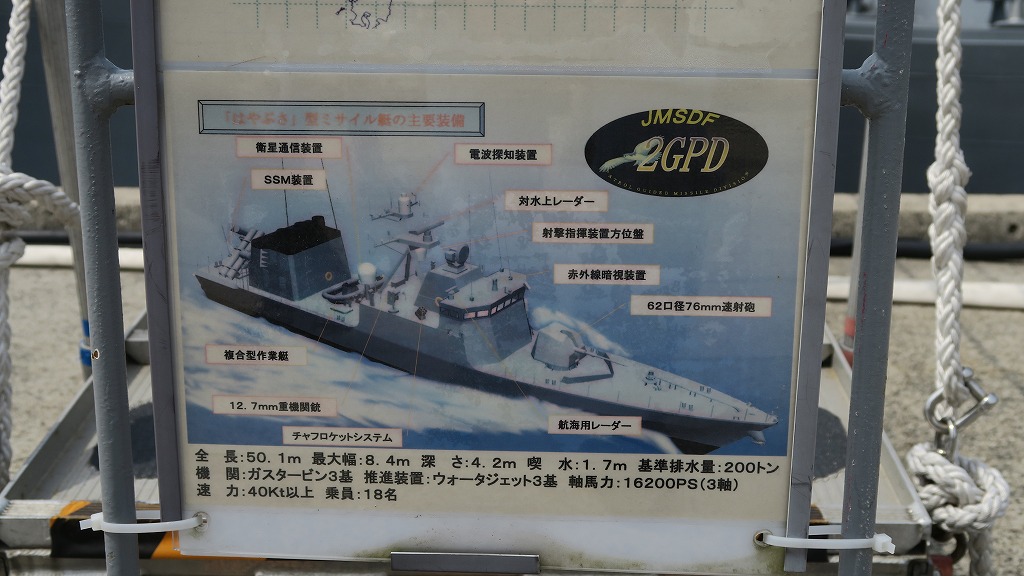 「はやぶさ」型ミサイル艇の主要装備
JMSDF
2GPD
衛星通信装置
電波探知装置
SSM装置
対水上レーダー
射撃指揮装置方位盤
赤外線暗視装置
62口径76mm速射砲
複合型作業艇
12.7mm重機関銃
航海用レーダー
チャフロケットシステム
全 長:50.1m 最大幅:8.4m 深 さ:4.2m 喫 水:1.7m 基準排水量:200トン
機 関:ガスタービン3基 推進装置:ウォータジェット3基 軸馬力:16200PS(3軸)
速 力:40Kt以上 乗員:18名